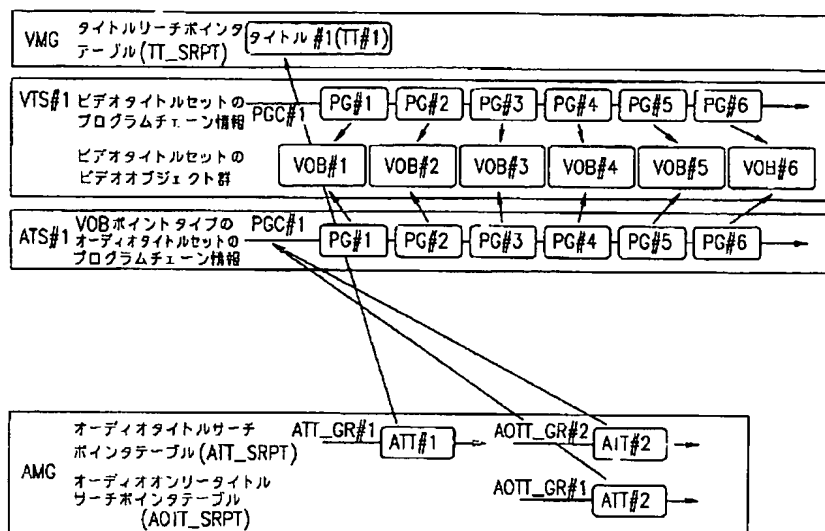 VMG タイトルリーチポインタ
テーブル(TT_SRPT)
タイトル #1(TT#1)
VTS#1 ビデオタイトルセットの
プログラムチェーン情報
PGC#1
PG#1 PG#2 PG#3 PG#4 PG#5 PG#6
ビデオタイトルセットの
ビデオオブジェクト群
VOB#1 VOB#2 VOB#3 VOB#4 VOB#5 VOB#6
ATS#1 VOBポイントタイプの
オーディオタイトルセットの
プログラムチェーン情報
PGC#1
PG#1 PG#2 PG#3 PG#4 PG#5 PG#6
AMG
オーディオタイトルサーチ
ポインタテーブル(AIT_SRPT)
ATT_GR#1 ATT#1 AOTT_GR#2 AIT#2
オーディオオンリータイトル
サーチポインタテーブル
(AOIT_SRPT)
AOTT_GR#1 ATT#2